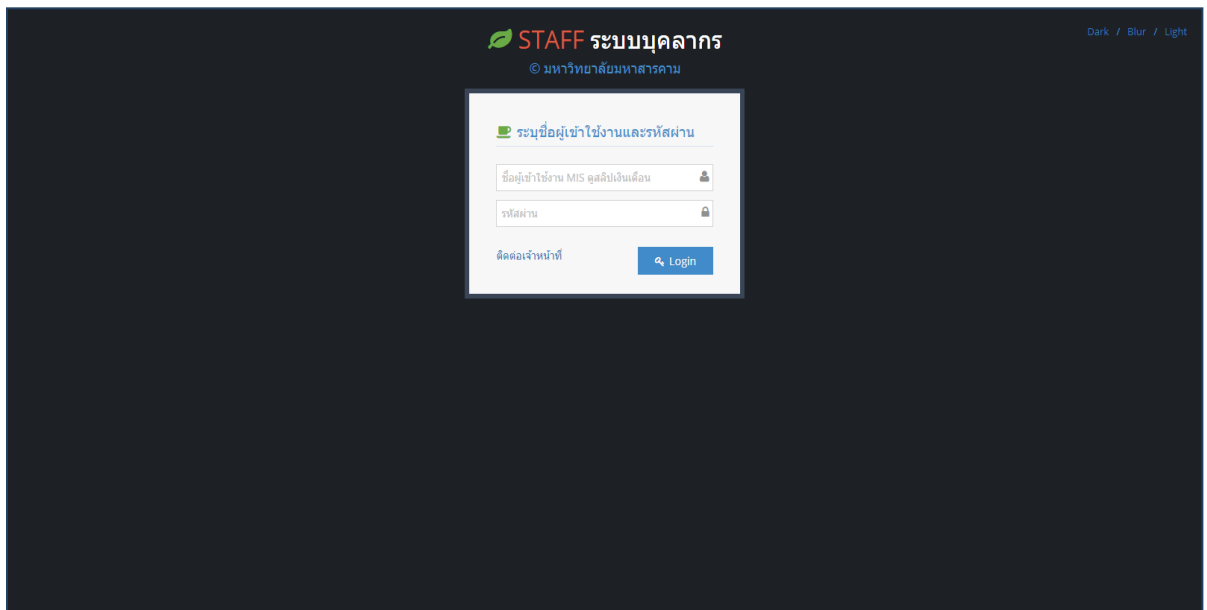 STAFF ระบบบุคลากร
Dark / Blur / Light
© มหาวิทยาลัยมหาสารคาม
ระบุชื่อผู้เข้าใช้งานและรหัสผ่าน
ชื่อผู้เข้าใช้งาน MIS ดูสลิปเงินเดือน
รหัสผ่าน
ติดต่อเจ้าหน้าที่
Login